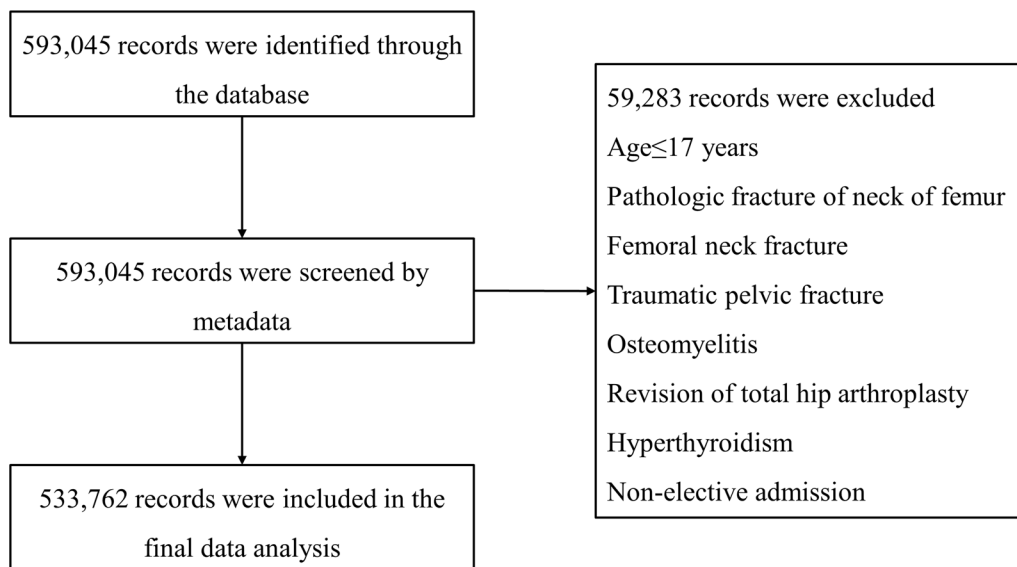 593,045 records were identified through
the database
593,045 records were screened by
metadata
59,283 records were excluded
Age≤17 years
Pathologic fracture of neck of femur
Femoral neck fracture
Traumatic pelvic fracture
Osteomyelitis
Revision of total hip arthroplasty
Hyperthyroidism
Non-elective admission
533,762 records were included in the
final data analysis